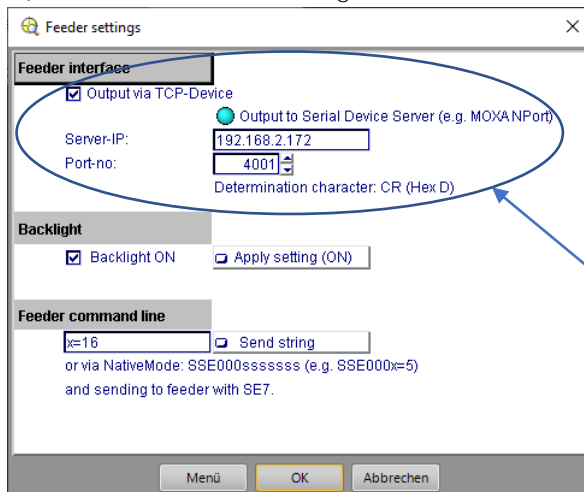 Feeder settings
Feeder interface
Output via TCP-Device
Output to Serial Device Server (e.g. MOXA NPort)
Server-IP: 192.168.2.172
Port-no: 4001
Determination character: CR (Hex D)
Backlight
Backlight ON Apply setting (ON)
Feeder command line
x=16 Send string
or via NativeMode: SSE000sssssss (e.g. SSE000x=5)
and sending to feeder with SE7.
Menü OK Abbrechen